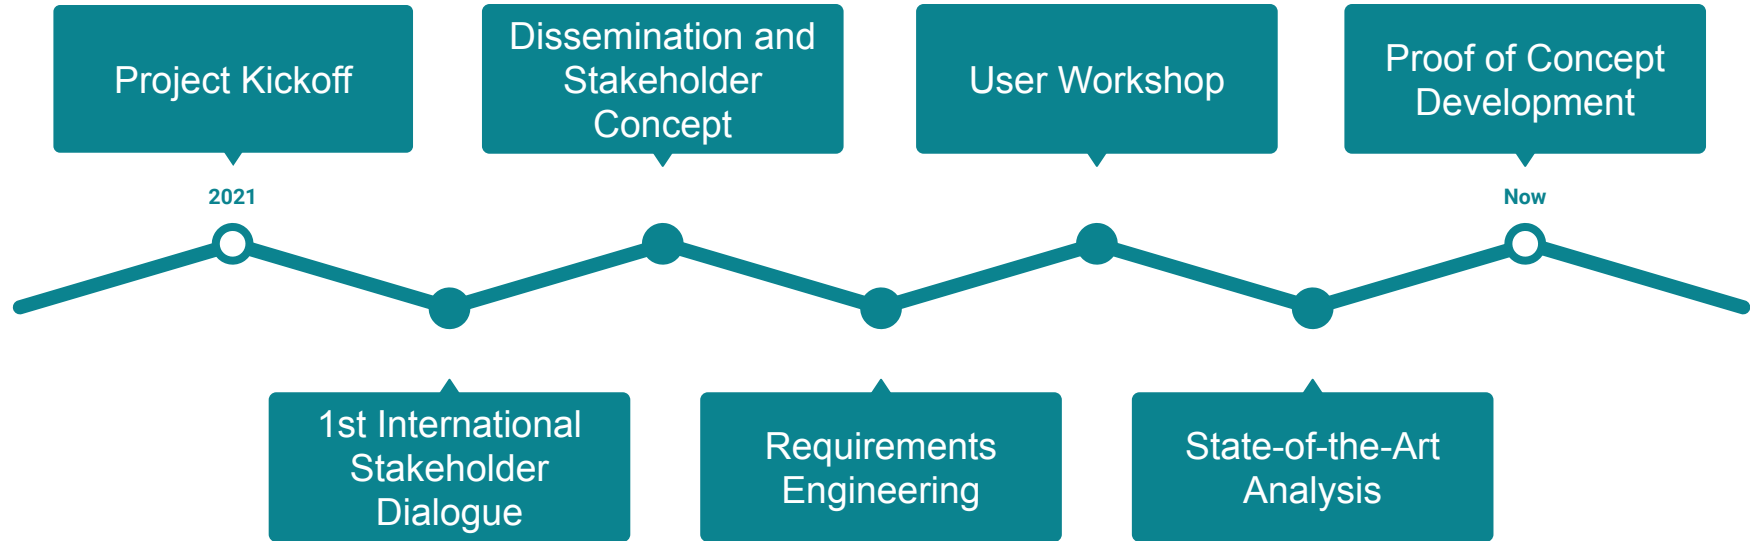 Project Kickoff
Dissemination and
Stakeholder
Concept
User Workshop
Proof of Concept
Development
2021
Now
1st International
Stakeholder
Dialogue
Requirements
Engineering
State-of-the-Art
Analysis